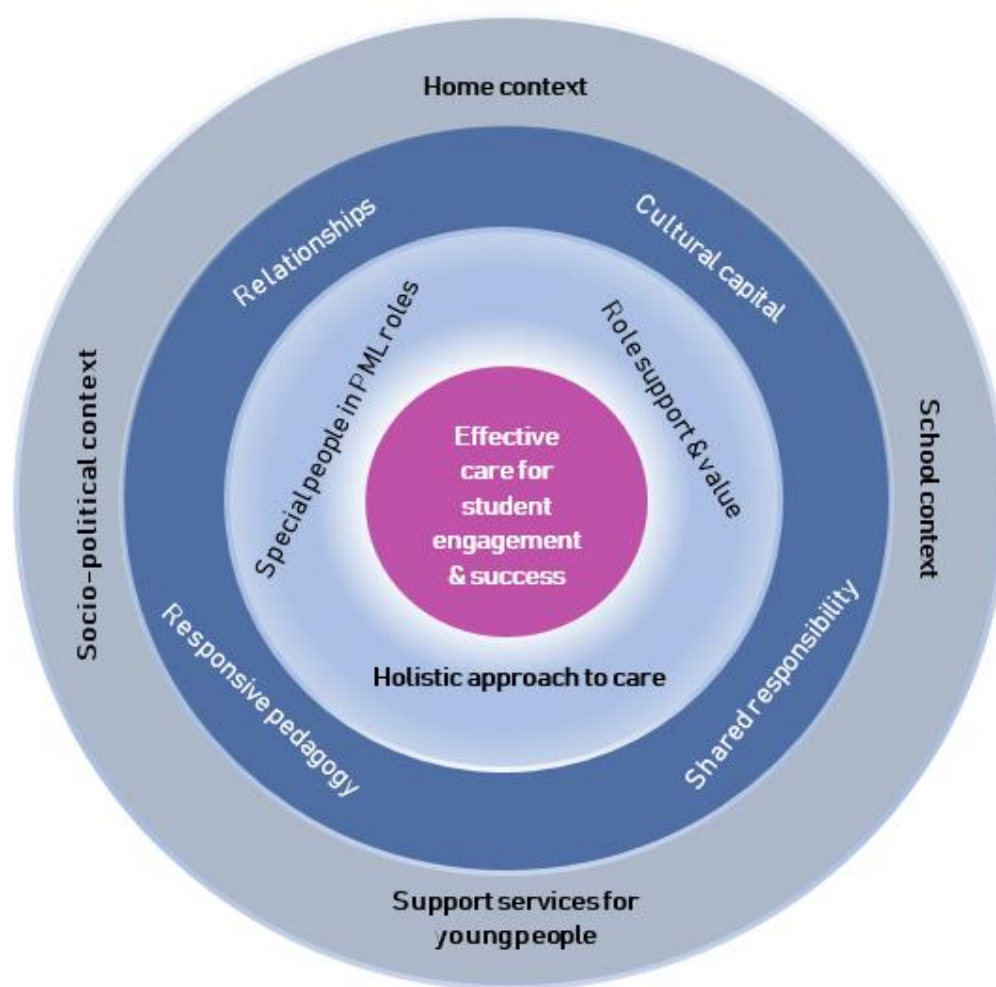 Home context
Relationships
Cultural capital
Special people in PML roles
Role support & value
Socio-political context
School context
Effective
care for
student
engagement
& success
Holistic approach to care
Responsive pedagogy
Shared responsibility
Support services for
young people